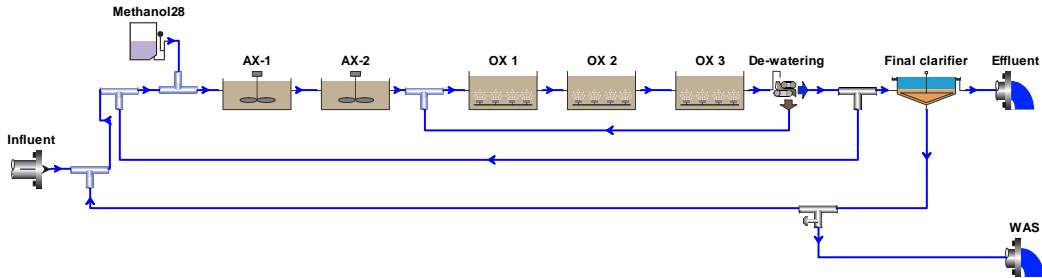 Methanol28
AX-1
AX-2
OX 1
OX 2
OX 3
De-watering
Final clarifier
Effluent
Influent
WAS